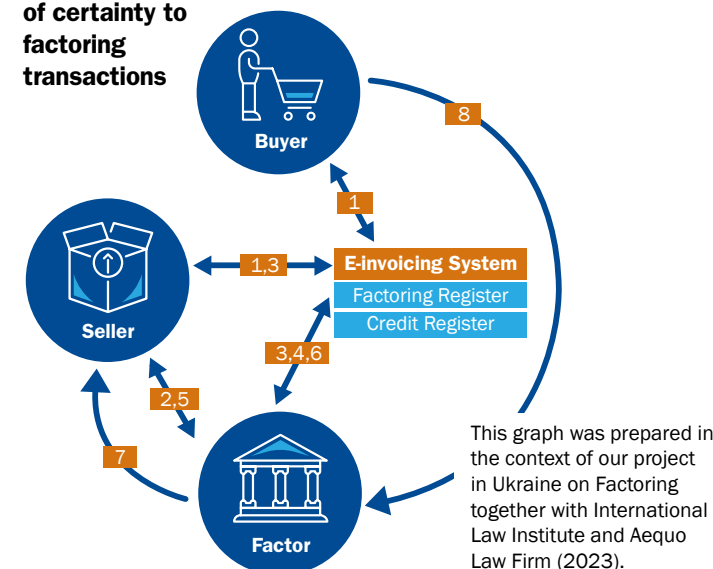 of certainty to
factoring
transactions
Buyer
8
1
1,3
E-invoicing System
Factoring Register
Credit Register
Seller
3,4,6
2,5
7
Factor
This graph was prepared in
the context of our project
in Ukraine on Factoring
together with International
Law Institute and Aequo
Law Firm (2023).